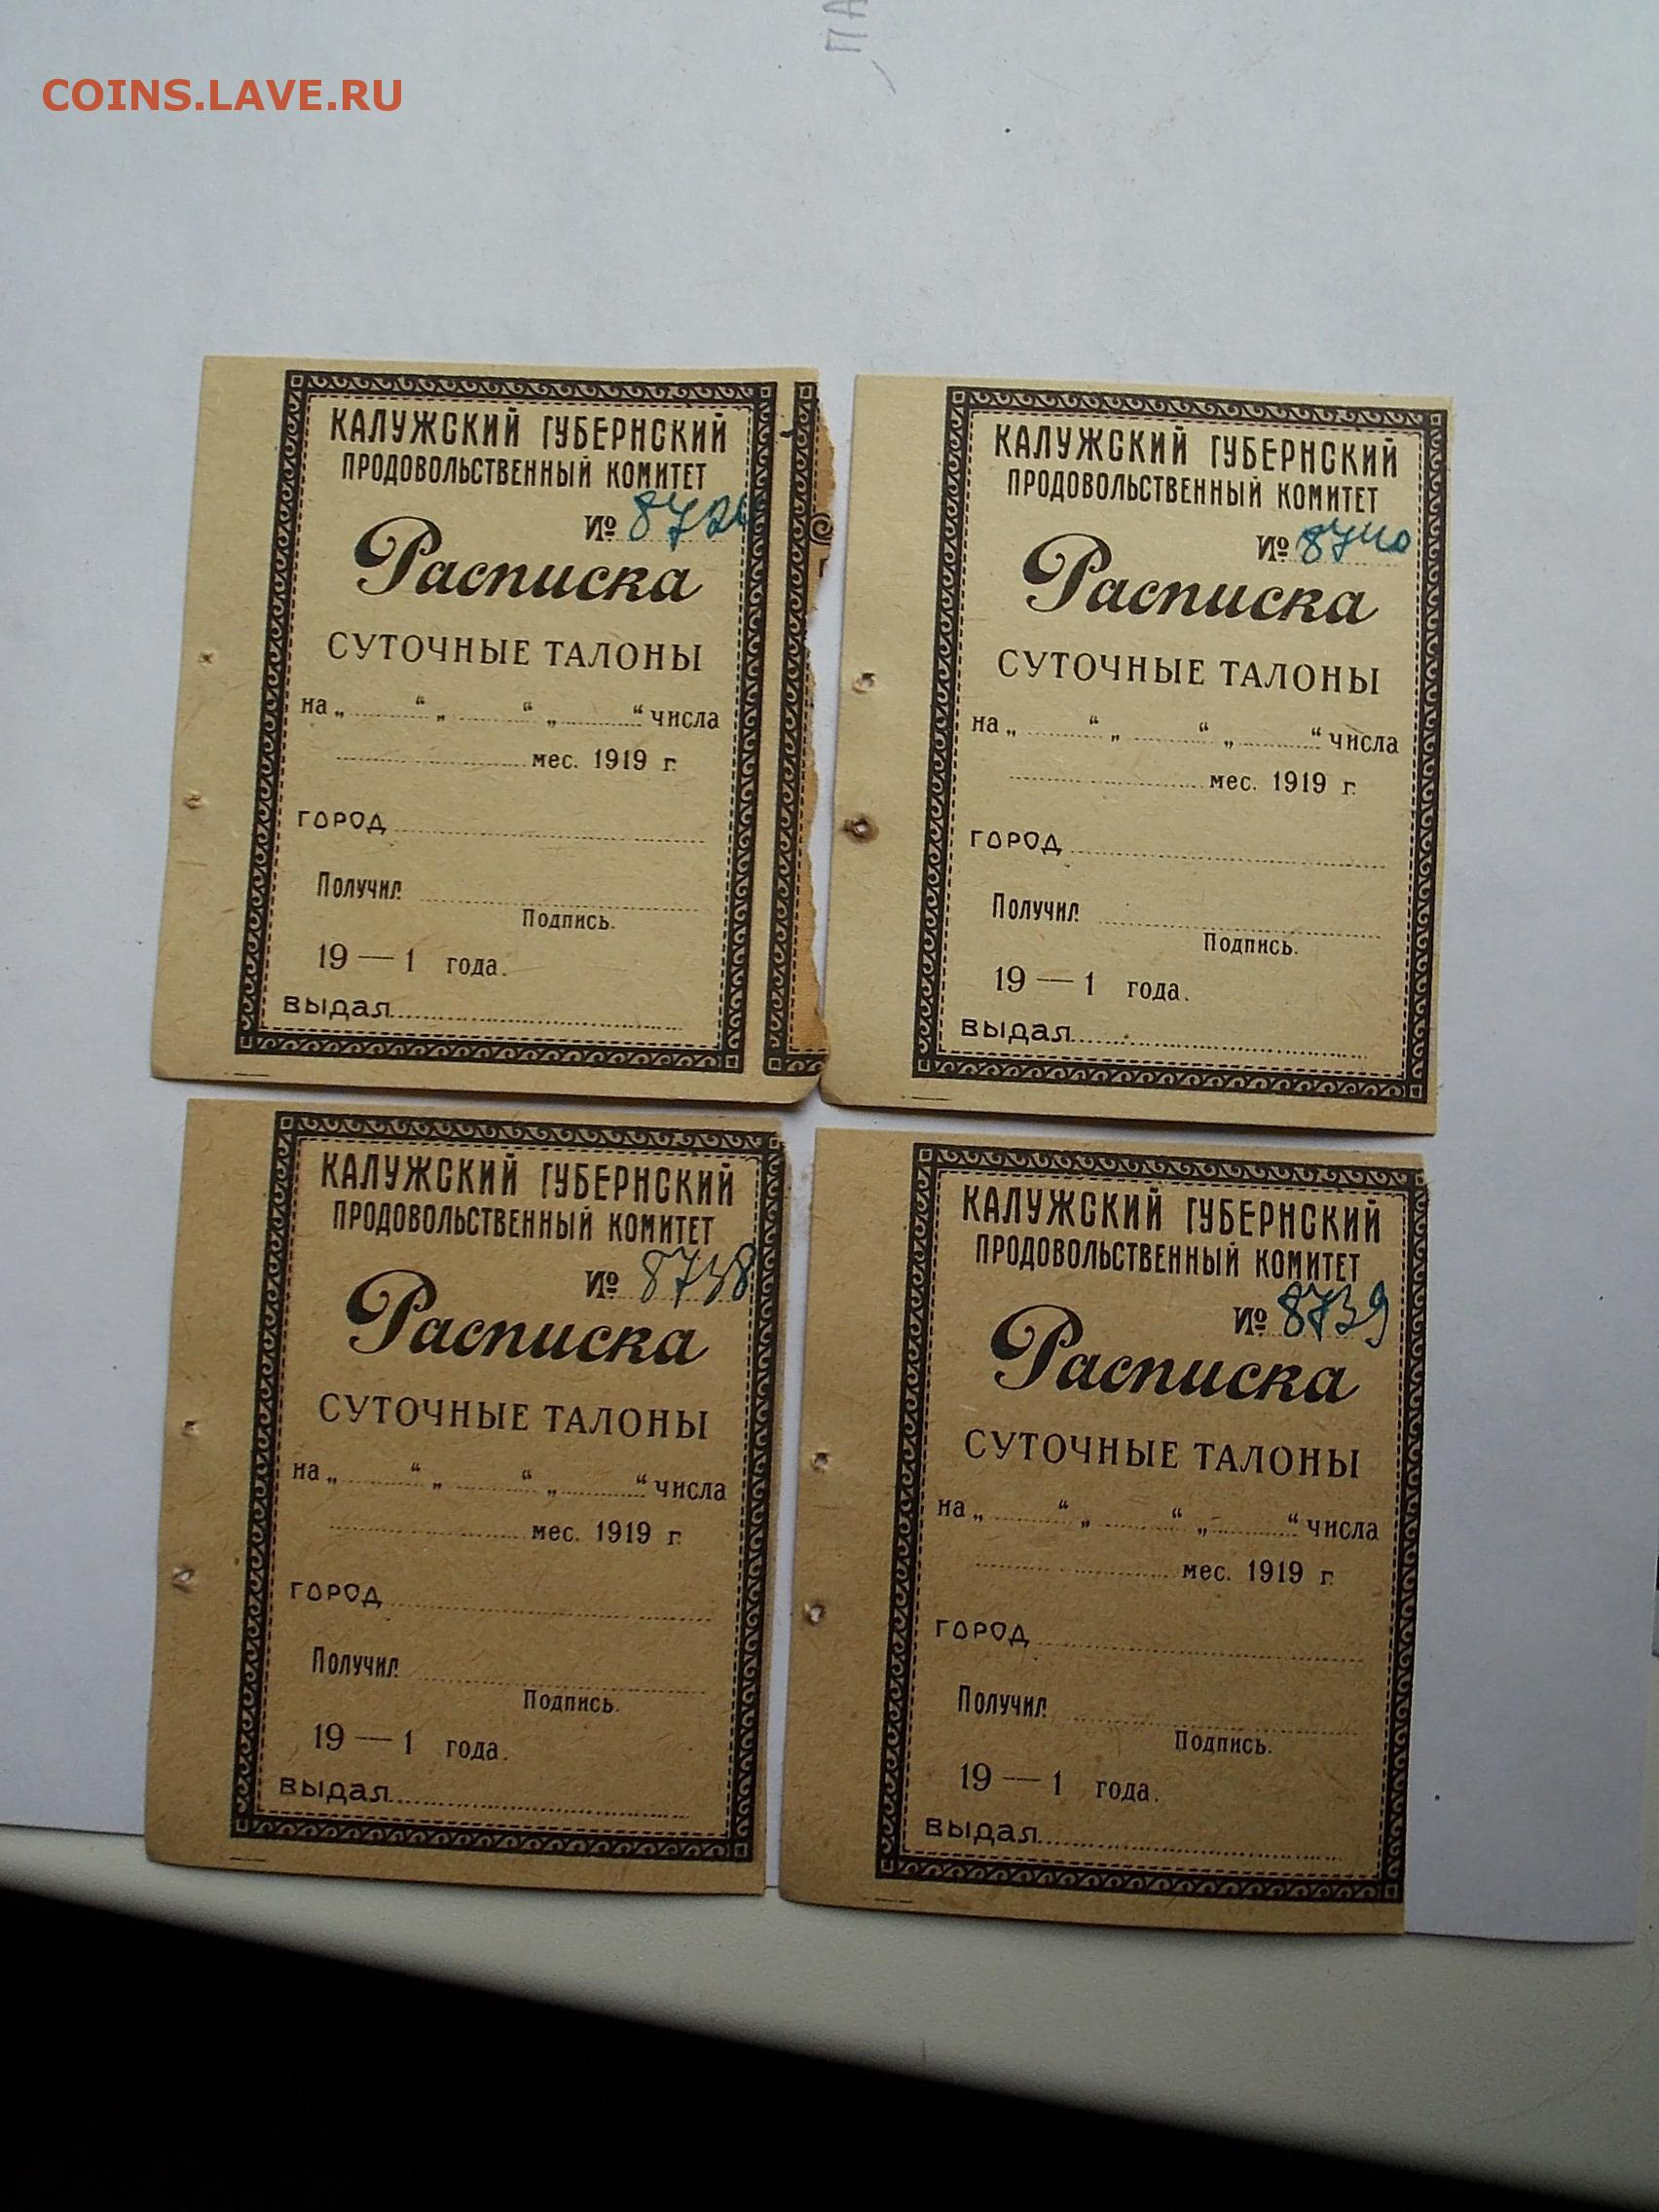 ПА
COINS.LAVE.RU
КАЛУЖСКИЙ ГУБЕРНСКИЙ
ПРОДОВОЛЬСТВЕННЫЙ КОМИТЕТ
№
Расписка
СУТОЧНЫЕ ТАЛОНЫ
на „ ........ “ „ ........ “ „ ........ “ числа
........ мес. 1919 г.
ГОРОД ........
Получил ........
Подпись.
19 — 1 года.
Выдал ........
КАЛУЖСКИЙ ГУБЕРНСКИЙ
ПРОДОВОЛЬСТВЕННЫЙ КОМИТЕТ
№ 8740
Расписка
СУТОЧНЫЕ ТАЛОНЫ
на „ ........ “ „ ........ “ „ ........ “ числа
........ мес. 1919 г.
ГОРОД ........
Получил ........
Подпись.
19 — 1 года.
Выдал ........
КАЛУЖСКИЙ ГУБЕРНСКИЙ
ПРОДОВОЛЬСТВЕННЫЙ КОМИТЕТ
№ 8738
Расписка
СУТОЧНЫЕ ТАЛОНЫ
на „ ........ “ „ ........ “ „ ........ “ числа
........ мес. 1919 г.
ГОРОД ........
Получил ........
Подпись.
19 — 1 года.
Выдал ........
КАЛУЖСКИЙ ГУБЕРНСКИЙ
ПРОДОВОЛЬСТВЕННЫЙ КОМИТЕТ
№ 8739
Расписка
СУТОЧНЫЕ ТАЛОНЫ
на „ ........ “ „ ........ “ „ ........ “ числа
........ мес. 1919 г.
ГОРОД ........
Получил ........
Подпись.
19 — 1 года.
Выдал ........